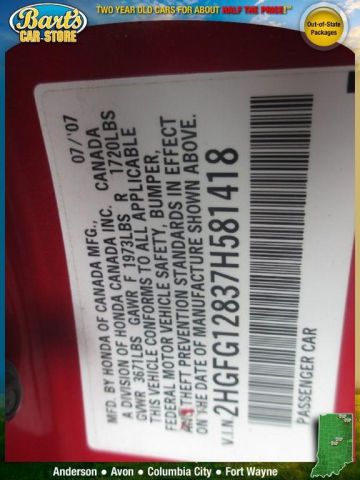 Bart's
CAR STORE
TWO YEAR OLD CARS FOR ABOUT HALF THE PRICE!
Out-of-State
Packages
MFD. BY HONDA OF CANADA MFG., 07/'07
A DIVISION OF HONDA CANADA INC. CANADA
GVWR 3671LBS GAWR F 1973LBS R 1720LBS
THIS VEHICLE CONFORMS TO ALL APPLICABLE
FEDERAL MOTOR VEHICLE SAFETY, BUMPER,
AND THEFT PREVENTION STANDARDS IN EFFECT
ON THE DATE OF MANUFACTURE SHOWN ABOVE.
V.I.N. 2HGFG12837H581418
PASSENGER CAR
Anderson • Avon • Columbia City • Fort Wayne